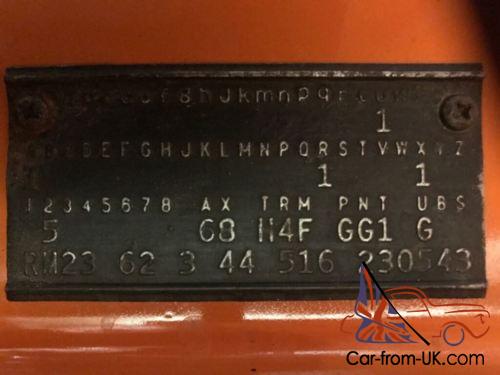 f g h J k m n p q r
1
D E F G H J K L M N P Q R S T V W X Y Z
1 1
1 2 3 4 5 6 7 8 AX TRM PNT UBS
5 68 H4F GG1 G
RM23 62 3 44 516 230543
Car-from-UK.com